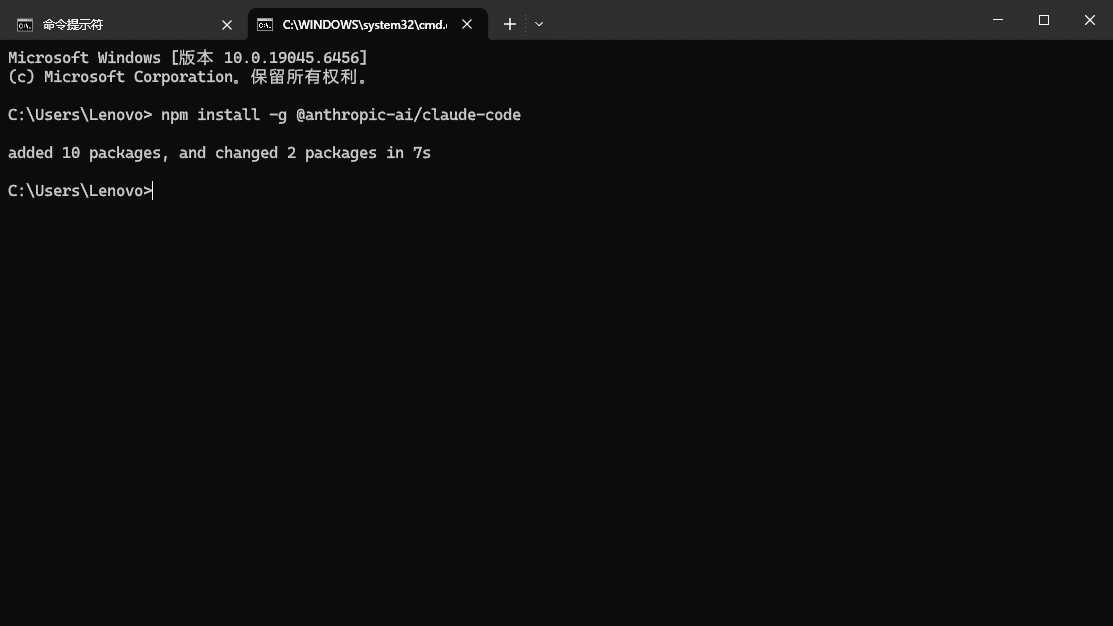 命令提示符
C:\WINDOWS\system32\cmd.
Microsoft Windows [版本 10.0.19045.6456]
(c) Microsoft Corporation。保留所有权利。
C:\Users\Lenovo> npm install -g @anthropic-ai/claude-code
added 10 packages, and changed 2 packages in 7s
C:\Users\Lenovo>